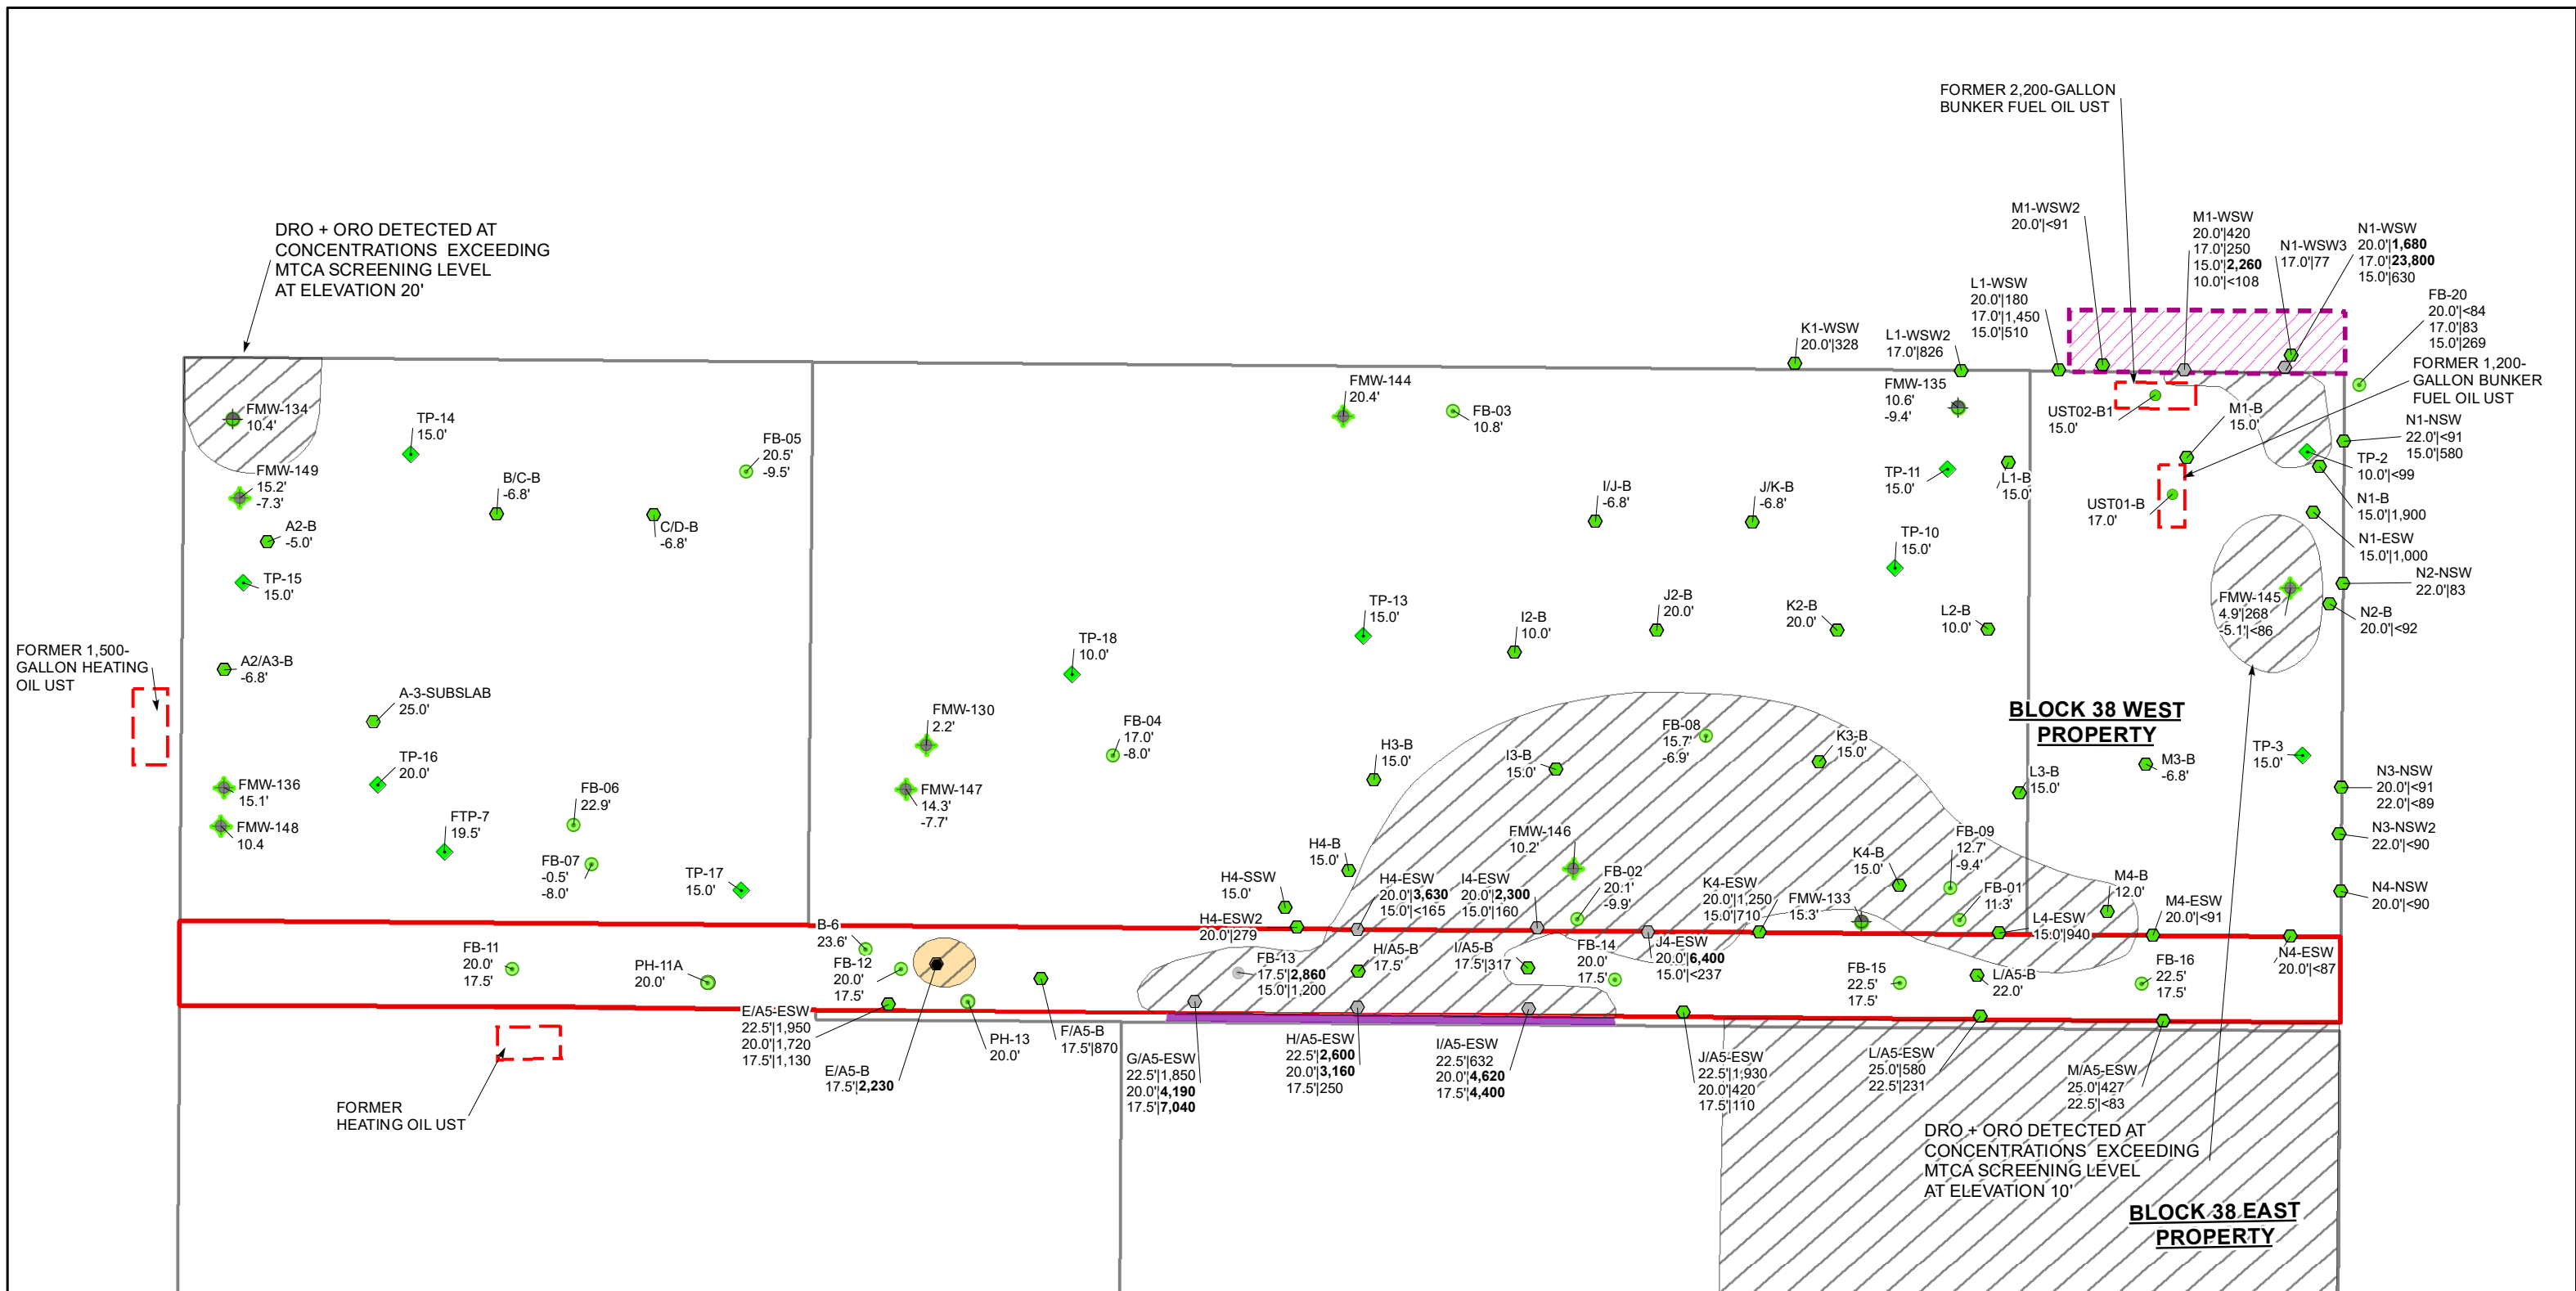 FORMER 2,200-GALLON
BUNKER FUEL OIL UST
DRO + ORO DETECTED AT
CONCENTRATIONS EXCEEDING
MTCA SCREENING LEVEL
AT ELEVATION 20'
M1-WSW2
20.0'|<91
M1-WSW
20.0'|420
17.0'|250
15.0'|2,260
10.0'|<108
N1-WSW3
17.0'|77
N1-WSW
20.0'|1,680
17.0'|23,800
15.0'|630
L1-WSW
20.0'|180
17.0'|1,450
15.0'|510
FB-20
20.0'|<84
17.0'|83
15.0'|269
K1-WSW
20.0'|328
L1-WSW2
17.0'|826
FORMER 1,200-
GALLON BUNKER
FUEL OIL UST
FMW-134
10.4'
TP-14
15.0'
FB-05
20.5'
-9.5'
FMW-144
20.4'
FB-03
10.8'
FMW-135
10.6'
-9.4'
UST02-B1
15.0'
M1-B
15.0'
N1-NSW
22.0'|<91
15.0'|580
TP-2
10.0'|<99
FMW-149
15.2'
-7.3'
B/C-B
-6.8'
C/D-B
-6.8'
I/J-B
-6.8'
J/K-B
-6.8'
TP-11
15.0'
L1-B
15.0'
UST01-B
17.0'
N1-B
15.0'|1,900
N1-ESW
15.0'|1,000
A2-B
-5.0'
TP-15
15.0'
TP-10
15.0'
N2-NSW
22.0'|83
FMW-145
4.9'|268
-5.1'|<86
N2-B
20.0'|<92
TP-13
15.0'
I2-B
10.0'
J2-B
20.0'
K2-B
20.0'
L2-B
10.0'
FORMER 1,500-
GALLON HEATING
OIL UST
A2/A3-B
-6.8'
TP-18
10.0'
A-3-SUBSLAB
25.0'
FMW-130
2.2'
FB-04
17.0'
-8.0'
BLOCK 38 WEST
PROPERTY
FB-08
15.7'
-6.9'
K3-B
15.0'
H3-B
15.0'
I3-B
15.0'
L3-B
15.0'
M3-B
-6.8'
TP-3
15.0'
N3-NSW
20.0'|<91
22.0'|<89
TP-16
20.0'
FMW-136
15.1'
FMW-148
10.4
FTP-7
19.5'
FB-06
22.9'
FB-07
-0.5'
-8.0'
FMW-147
14.3'
-7.7'
TP-17
15.0'
H4-B
15.0'
H4-SSW
15.0'
H4-ESW2
20.0'|279
H4-ESW
20.0'|3,630
15.0'|<165
I4-ESW
20.0'|2,300
15.0'|160
FMW-146
10.2'
FB-02
20.1'
-9.9'
K4-ESW
20.0'|1,250
15.0'|710
FMW-133
15.3'
K4-B
15.0'
FB-09
12.7'
-9.4'
FB-01
11.3'
L4-ESW
15.0'|940
M4-B
12.0'
M4-ESW
20.0'|<91
N3-NSW2
22.0'|<90
N4-NSW
20.0'|<90
N4-ESW
20.0'|<87
FB-11
20.0'
17.5'
PH-11A
20.0'
B-6
23.6'
FB-12
20.0'
17.5'
E/A5-ESW
22.5'|1,950
20.0'|1,720
17.5'|1,130
E/A5-B
17.5'|2,230
PH-13
20.0'
F/A5-B
17.5'|870
FB-13
17.5'|2,860
15.0'|1,200
H/A5-B
17.5'
I/A5-B
17.5'|317
FB-14
20.0'
17.5'
J4-ESW
20.0'|6,400
15.0'|<237
FB-15
22.5'
17.5'
L/A5-B
22.0'
FB-16
22.5'
17.5'
G/A5-ESW
22.5'|1,850
20.0'|4,190
17.5'|7,040
H/A5-ESW
22.5'|2,600
20.0'|3,160
17.5'|250
I/A5-ESW
22.5'|632
20.0'|4,620
17.5'|4,400
J/A5-ESW
22.5'|1,930
20.0'|420
17.5'|110
L/A5-ESW
25.0'|580
22.5'|231
M/A5-ESW
25.0'|427
22.5'|<83
FORMER
HEATING OIL UST
DRO + ORO DETECTED AT
CONCENTRATIONS EXCEEDING
MTCA SCREENING LEVEL
AT ELEVATION 10'
BLOCK 38 EAST
PROPERTY